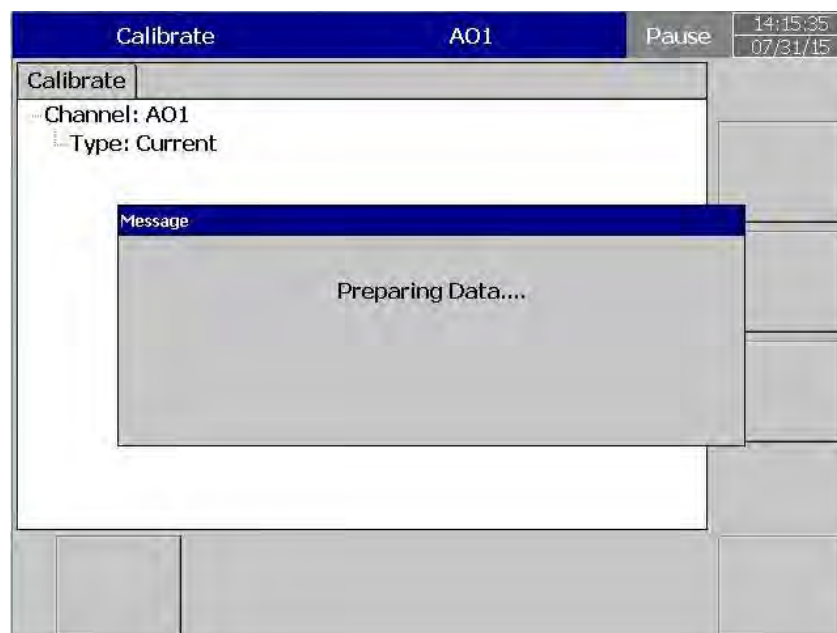 Calibrate AO1 Pause 14:15:35
07/31/15
Calibrate
Channel: AO1
Type: Current
Message
Preparing Data....